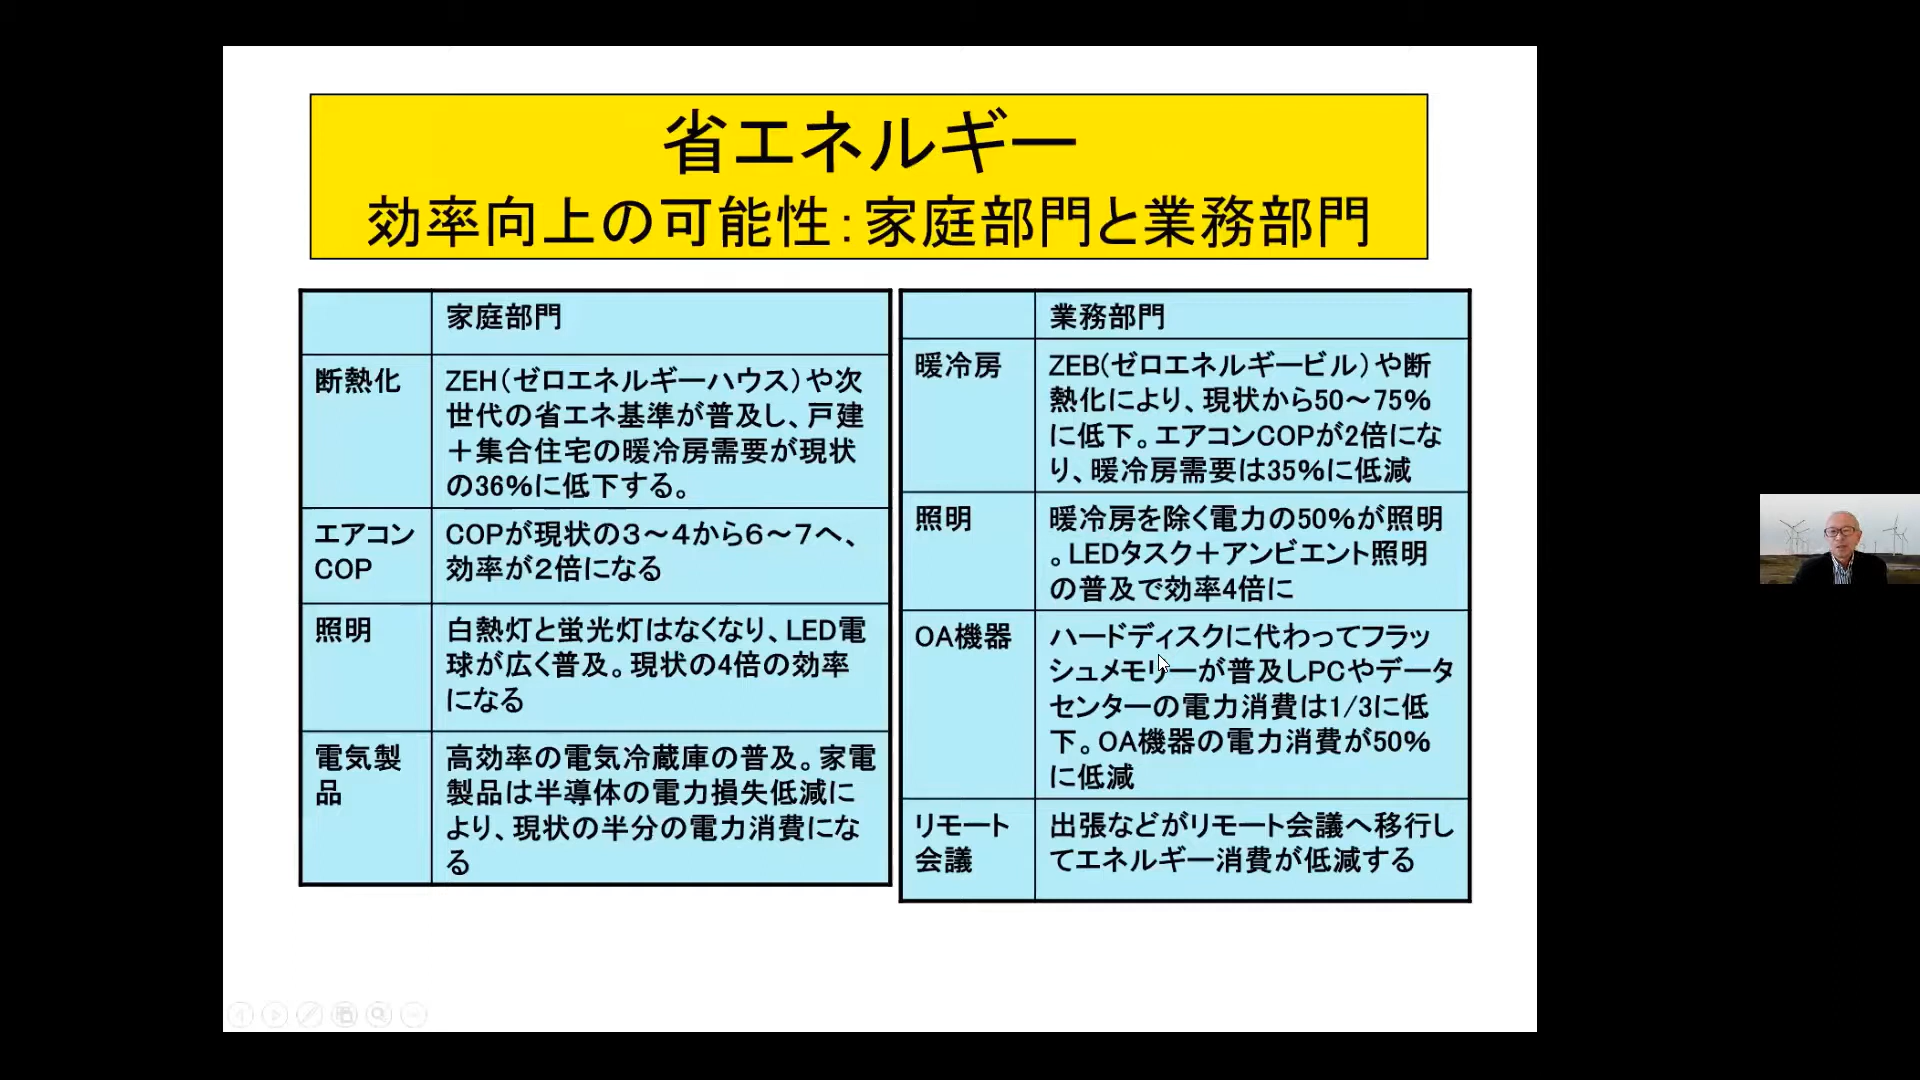 省エネルギー
効率向上の可能性：家庭部門と業務部門
家庭部門
断熱化
ZEH（ゼロエネルギーハウス）や次
世代の省エネ基準が普及し、戸建
＋集合住宅の暖冷房需要が現状
の36%に低下する。
エアコン
COP
COPが現状の３～４から６～７へ、
効率が２倍になる
照明
白熱灯と蛍光灯はなくなり、LED電
球が広く普及。現状の4倍の効率
になる
電気製
品
高効率の電気冷蔵庫の普及。家電
製品は半導体の電力損失低減に
より、現状の半分の電力消費にな
る
業務部門
暖冷房
ZEB(ゼロエネルギービル）や断
熱化により、現状から50～75%
に低下。エアコンCOPが2倍にな
り、暖冷房需要は35%に低減
照明
暖冷房を除く電力の50%が照明
。LEDタスク＋アンビエント照明
の普及で効率4倍に
OA機器
ハードディスクに代わってフラッ
シュメモリーが普及しPCやデータ
センターの電力消費は1/3に低
下。OA機器の電力消費が50%
に低減
リモート
会議
出張などがリモート会議へ移行し
てエネルギー消費が低減する